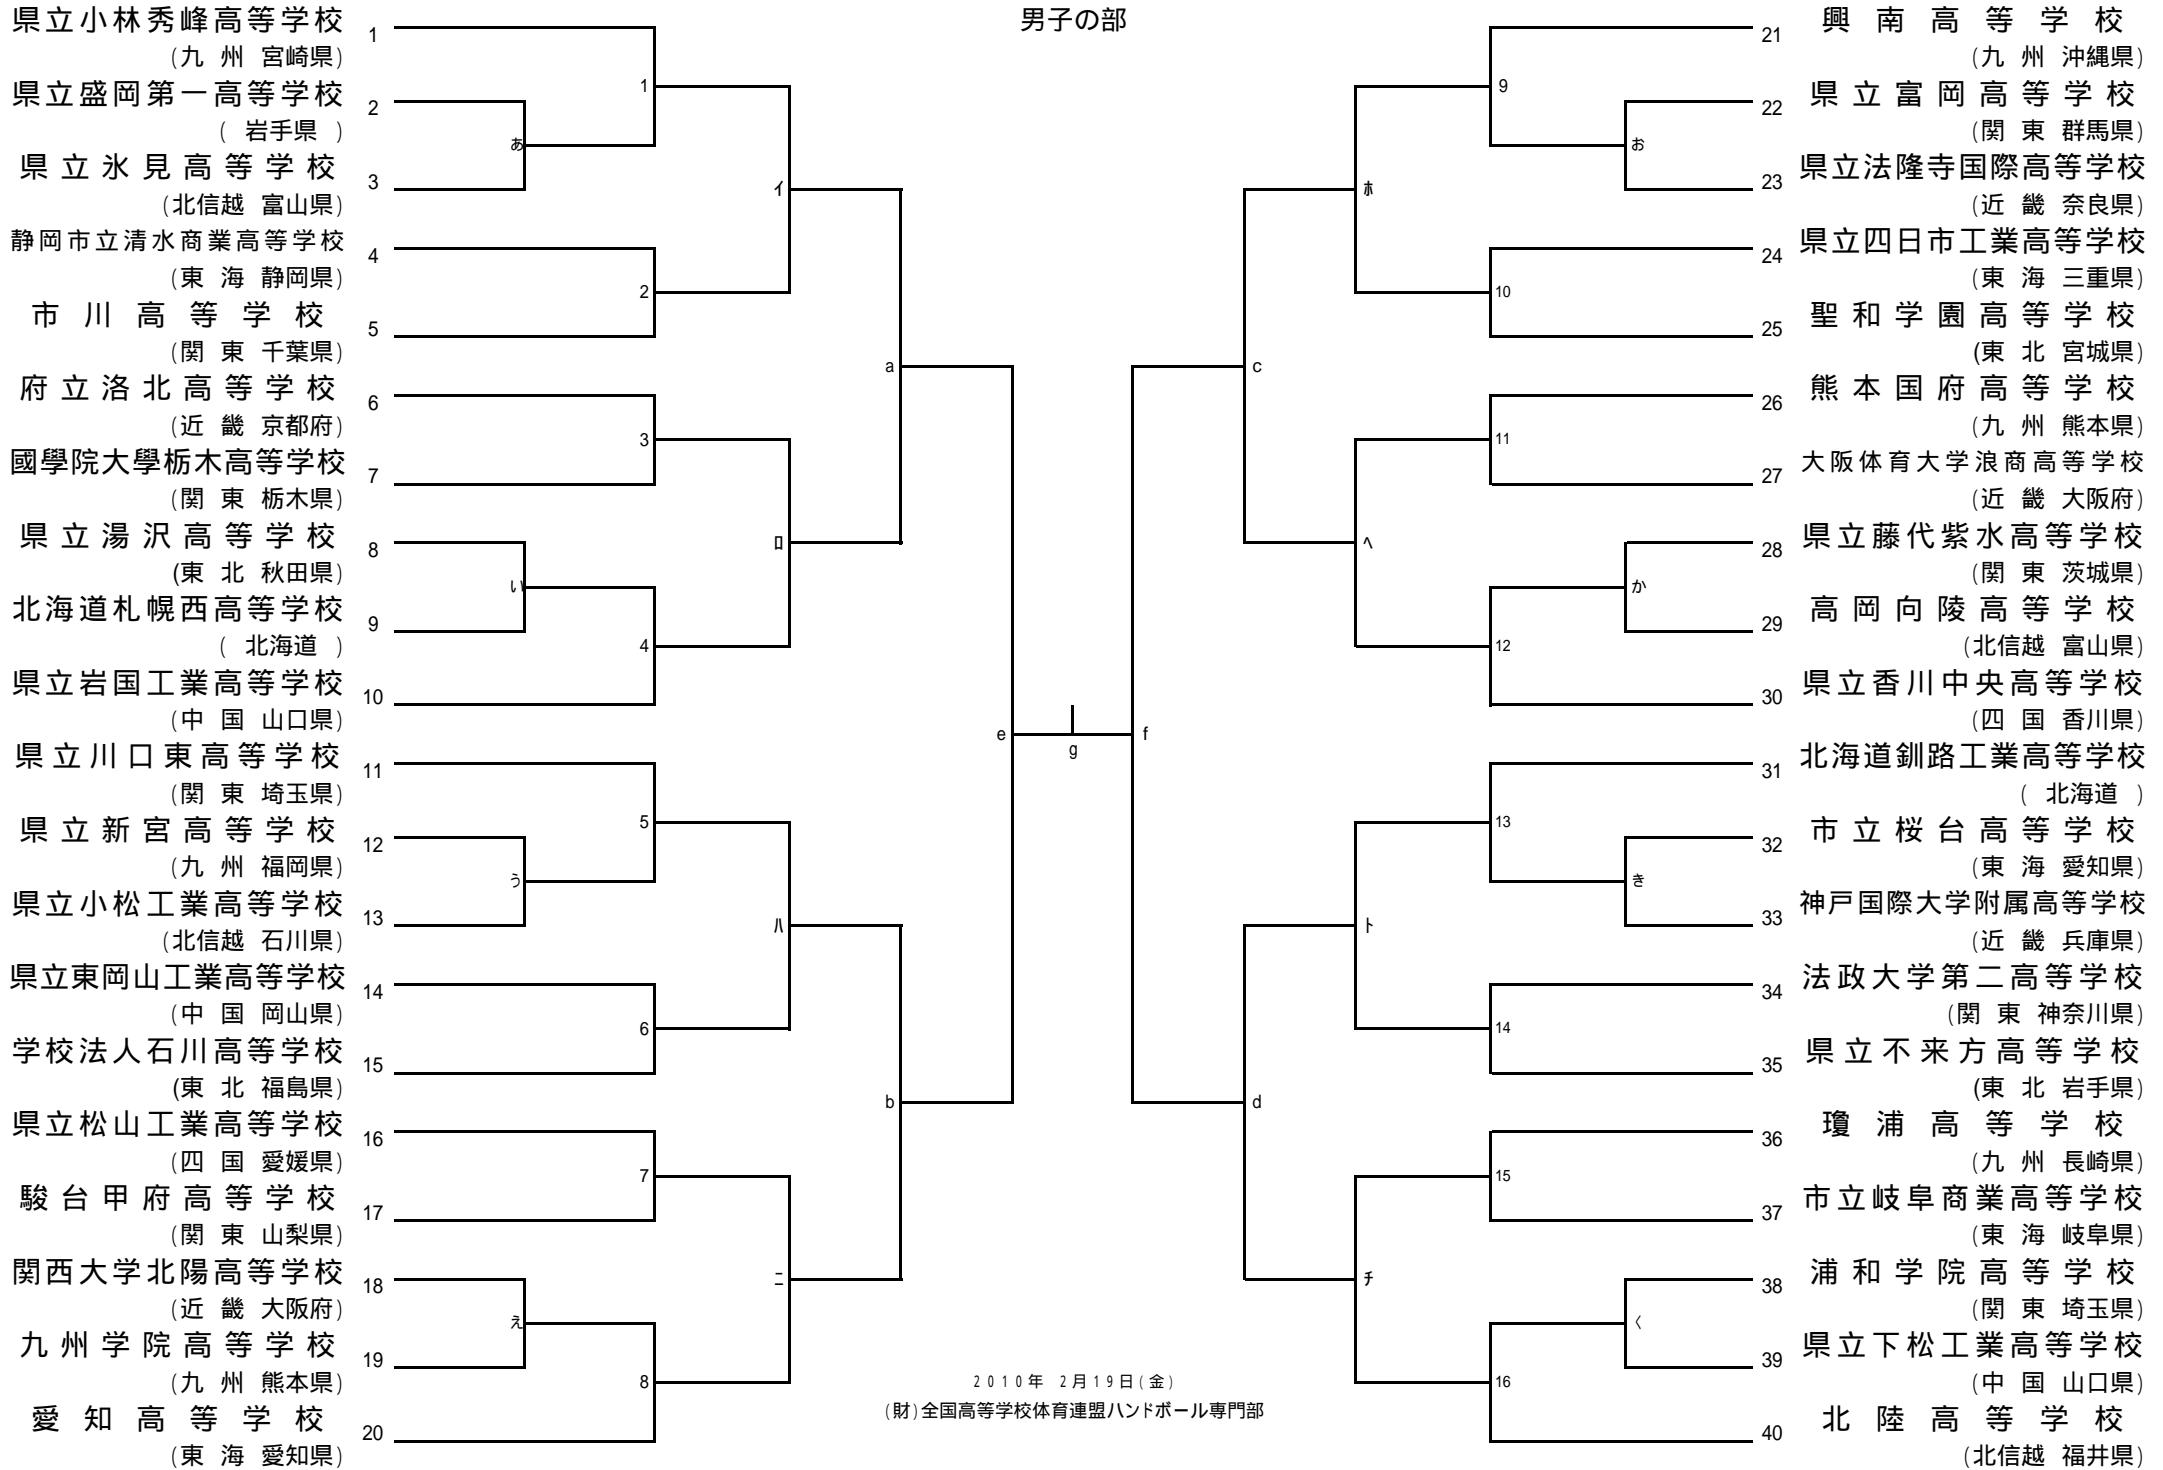 男子の部
県立小林秀峰高等学校 1
(九 州 宮崎県)
県立盛岡第一高等学校 2
( 岩手県 )
県立氷見高等学校 3
(北信越 富山県)
静岡市立清水商業高等学校 4
(東 海 静岡県)
市川高等学校 5
(関 東 千葉県)
府立洛北高等学校 6
(近 畿 京都府)
國學院大學栃木高等学校 7
(関 東 栃木県)
県立湯沢高等学校 8
(東 北 秋田県)
北海道札幌西高等学校 9
( 北海道 )
県立岩国工業高等学校 10
(中 国 山口県)
県立川口東高等学校 11
(関 東 埼玉県)
県立新宮高等学校 12
(九 州 福岡県)
県立小松工業高等学校 13
(北信越 石川県)
県立東岡山工業高等学校 14
(中 国 岡山県)
学校法人石川高等学校 15
(東 北 福島県)
県立松山工業高等学校 16
(四 国 愛媛県)
駿台甲府高等学校 17
(関 東 山梨県)
関西大学北陽高等学校 18
(近 畿 大阪府)
九州学院高等学校 19
(九 州 熊本県)
愛知高等学校 20
(東 海 愛知県)
あ
い
う
え
1
2
3
4
5
6
7
8
イ
ロ
ハ
ニ
a
b
e
g
f
c
d
ホ
ヘ
ト
チ
9
10
11
12
13
14
15
16
お
か
き
く
21 興南高等学校
(九 州 沖縄県)
22 県立富岡高等学校
(関 東 群馬県)
23 県立法隆寺国際高等学校
(近 畿 奈良県)
24 県立四日市工業高等学校
(東 海 三重県)
25 聖和学園高等学校
(東 北 宮城県)
26 熊本国府高等学校
(九 州 熊本県)
27 大阪体育大学浪商高等学校
(近 畿 大阪府)
28 県立藤代紫水高等学校
(関 東 茨城県)
29 高岡向陵高等学校
(北信越 富山県)
30 県立香川中央高等学校
(四 国 香川県)
31 北海道釧路工業高等学校
( 北海道 )
32 市立桜台高等学校
(東 海 愛知県)
33 神戸国際大学附属高等学校
(近 畿 兵庫県)
34 法政大学第二高等学校
(関 東 神奈川県)
35 県立不来方高等学校
(東 北 岩手県)
36 瓊浦高等学校
(九 州 長崎県)
37 市立岐阜商業高等学校
(東 海 岐阜県)
38 浦和学院高等学校
(関 東 埼玉県)
39 県立下松工業高等学校
(中 国 山口県)
40 北陸高等学校
(北信越 福井県)
2010年 2月19日(金)
(財)全国高等学校体育連盟ハンドボール専門部